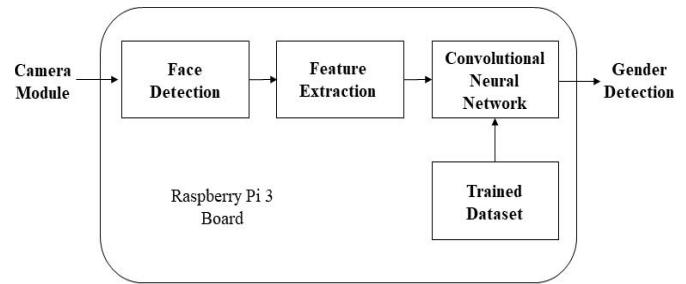 Camera
Module
Face
Detection
Feature
Extraction
Convolutional
Neural
Network
Gender
Detection
Raspberry Pi 3
Board
Trained
Dataset